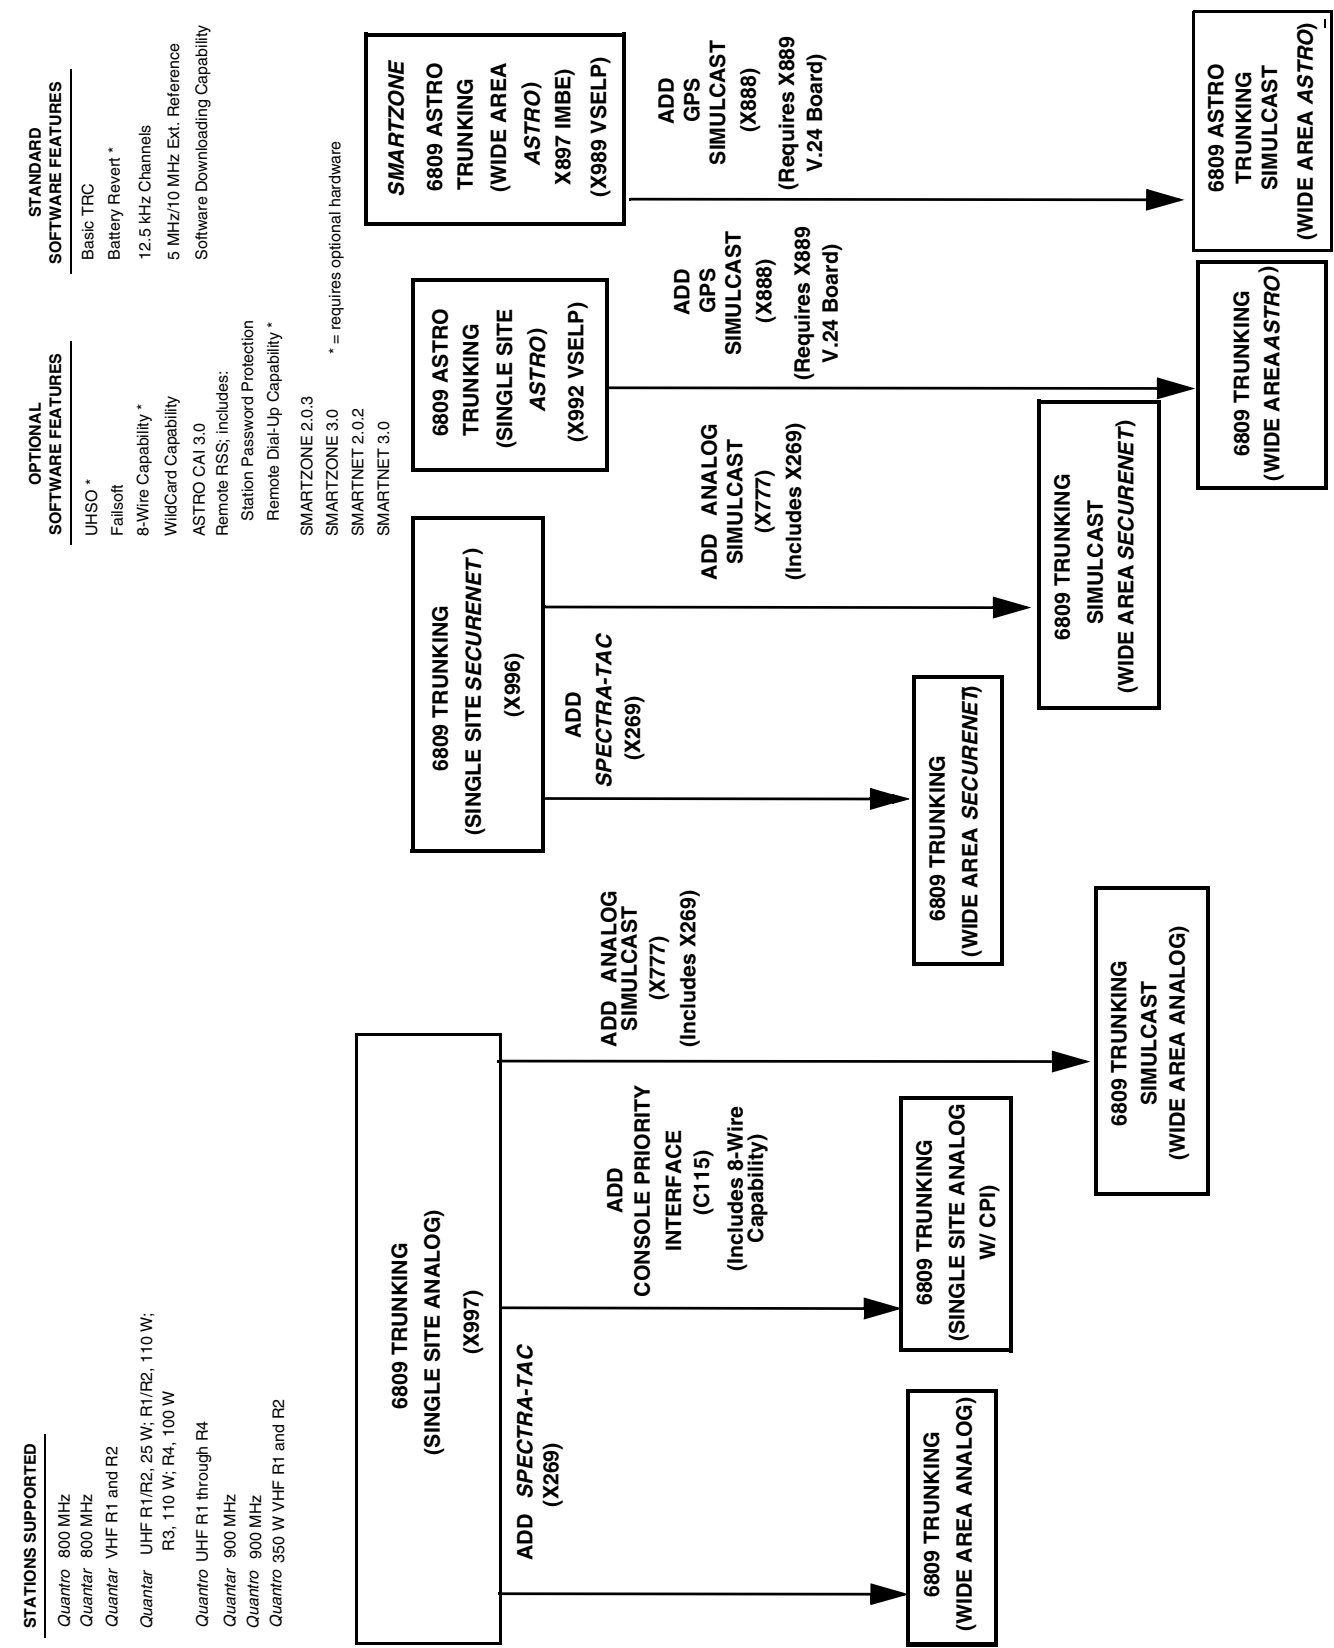 STATIONS SUPPORTED
Quantro 800 MHz
Quantar 800 MHz
Quantar VHF R1 and R2
Quantar UHF R1/R2, 25 W; R1/R2, 110 W;
R3, 110 W; R4, 100 W
Quantro UHF R1 through R4
Quantar 900 MHz
Quantro 900 MHz
Quantro 350 W VHF R1 and R2
OPTIONAL
SOFTWARE FEATURES
UHSO *
Failsoft
8-Wire Capability *
WildCard Capability
ASTRO CAI 3.0
Remote RSS; includes:
Station Password Protection
Remote Dial-Up Capability *
SMARTZONE 2.0.3
SMARTZONE 3.0
SMARTNET 2.0.2
SMARTNET 3.0
STANDARD
SOFTWARE FEATURES
Basic TRC
Battery Revert *
12.5 kHz Channels
5 MHz/10 MHz Ext. Reference
Software Downloading Capability
* = requires optional hardware
6809 TRUNKING
(SINGLE SITE ANALOG)
(X997)
ADD SPECTRA-TAC
(X269)
6809 TRUNKING
(WIDE AREA ANALOG)
ADD
CONSOLE PRIORITY
INTERFACE
(C115)
(Includes 8-Wire
Capability)
6809 TRUNKING
(SINGLE SITE ANALOG
W/ CPI)
ADD ANALOG
SIMULCAST
(X777)
(Includes X269)
6809 TRUNKING
SIMULCAST
(WIDE AREA ANALOG)
6809 TRUNKING
(SINGLE SITE SECURENET)
(X996)
ADD
SPECTRA-TAC
(X269)
6809 TRUNKING
(WIDE AREA SECURENET)
ADD ANALOG
SIMULCAST
(X777)
(Includes X269)
6809 TRUNKING
SIMULCAST
(WIDE AREA SECURENET)
6809 ASTRO
TRUNKING
(SINGLE SITE
ASTRO)
(X992 VSELP)
ADD
GPS
SIMULCAST
(X888)
(Requires X889
V.24 Board)
6809 TRUNKING
(WIDE AREA ASTRO)
SMARTZONE
6809 ASTRO
TRUNKING
(WIDE AREA
ASTRO)
X897 IMBE)
(X989 VSELP)
ADD
GPS
SIMULCAST
(X888)
(Requires X889
V.24 Board)
6809 ASTRO
TRUNKING
SIMULCAST
(WIDE AREA ASTRO)